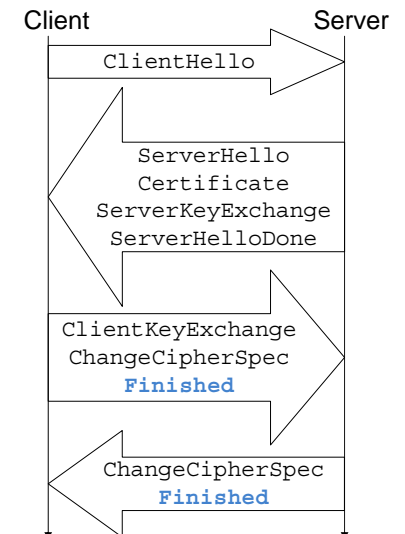 Client
Server
ClientHello
ServerHello
Certificate
ServerKeyExchange
ServerHelloDone
ClientKeyExchange
ChangeCipherSpec
Finished
ChangeCipherSpec
Finished